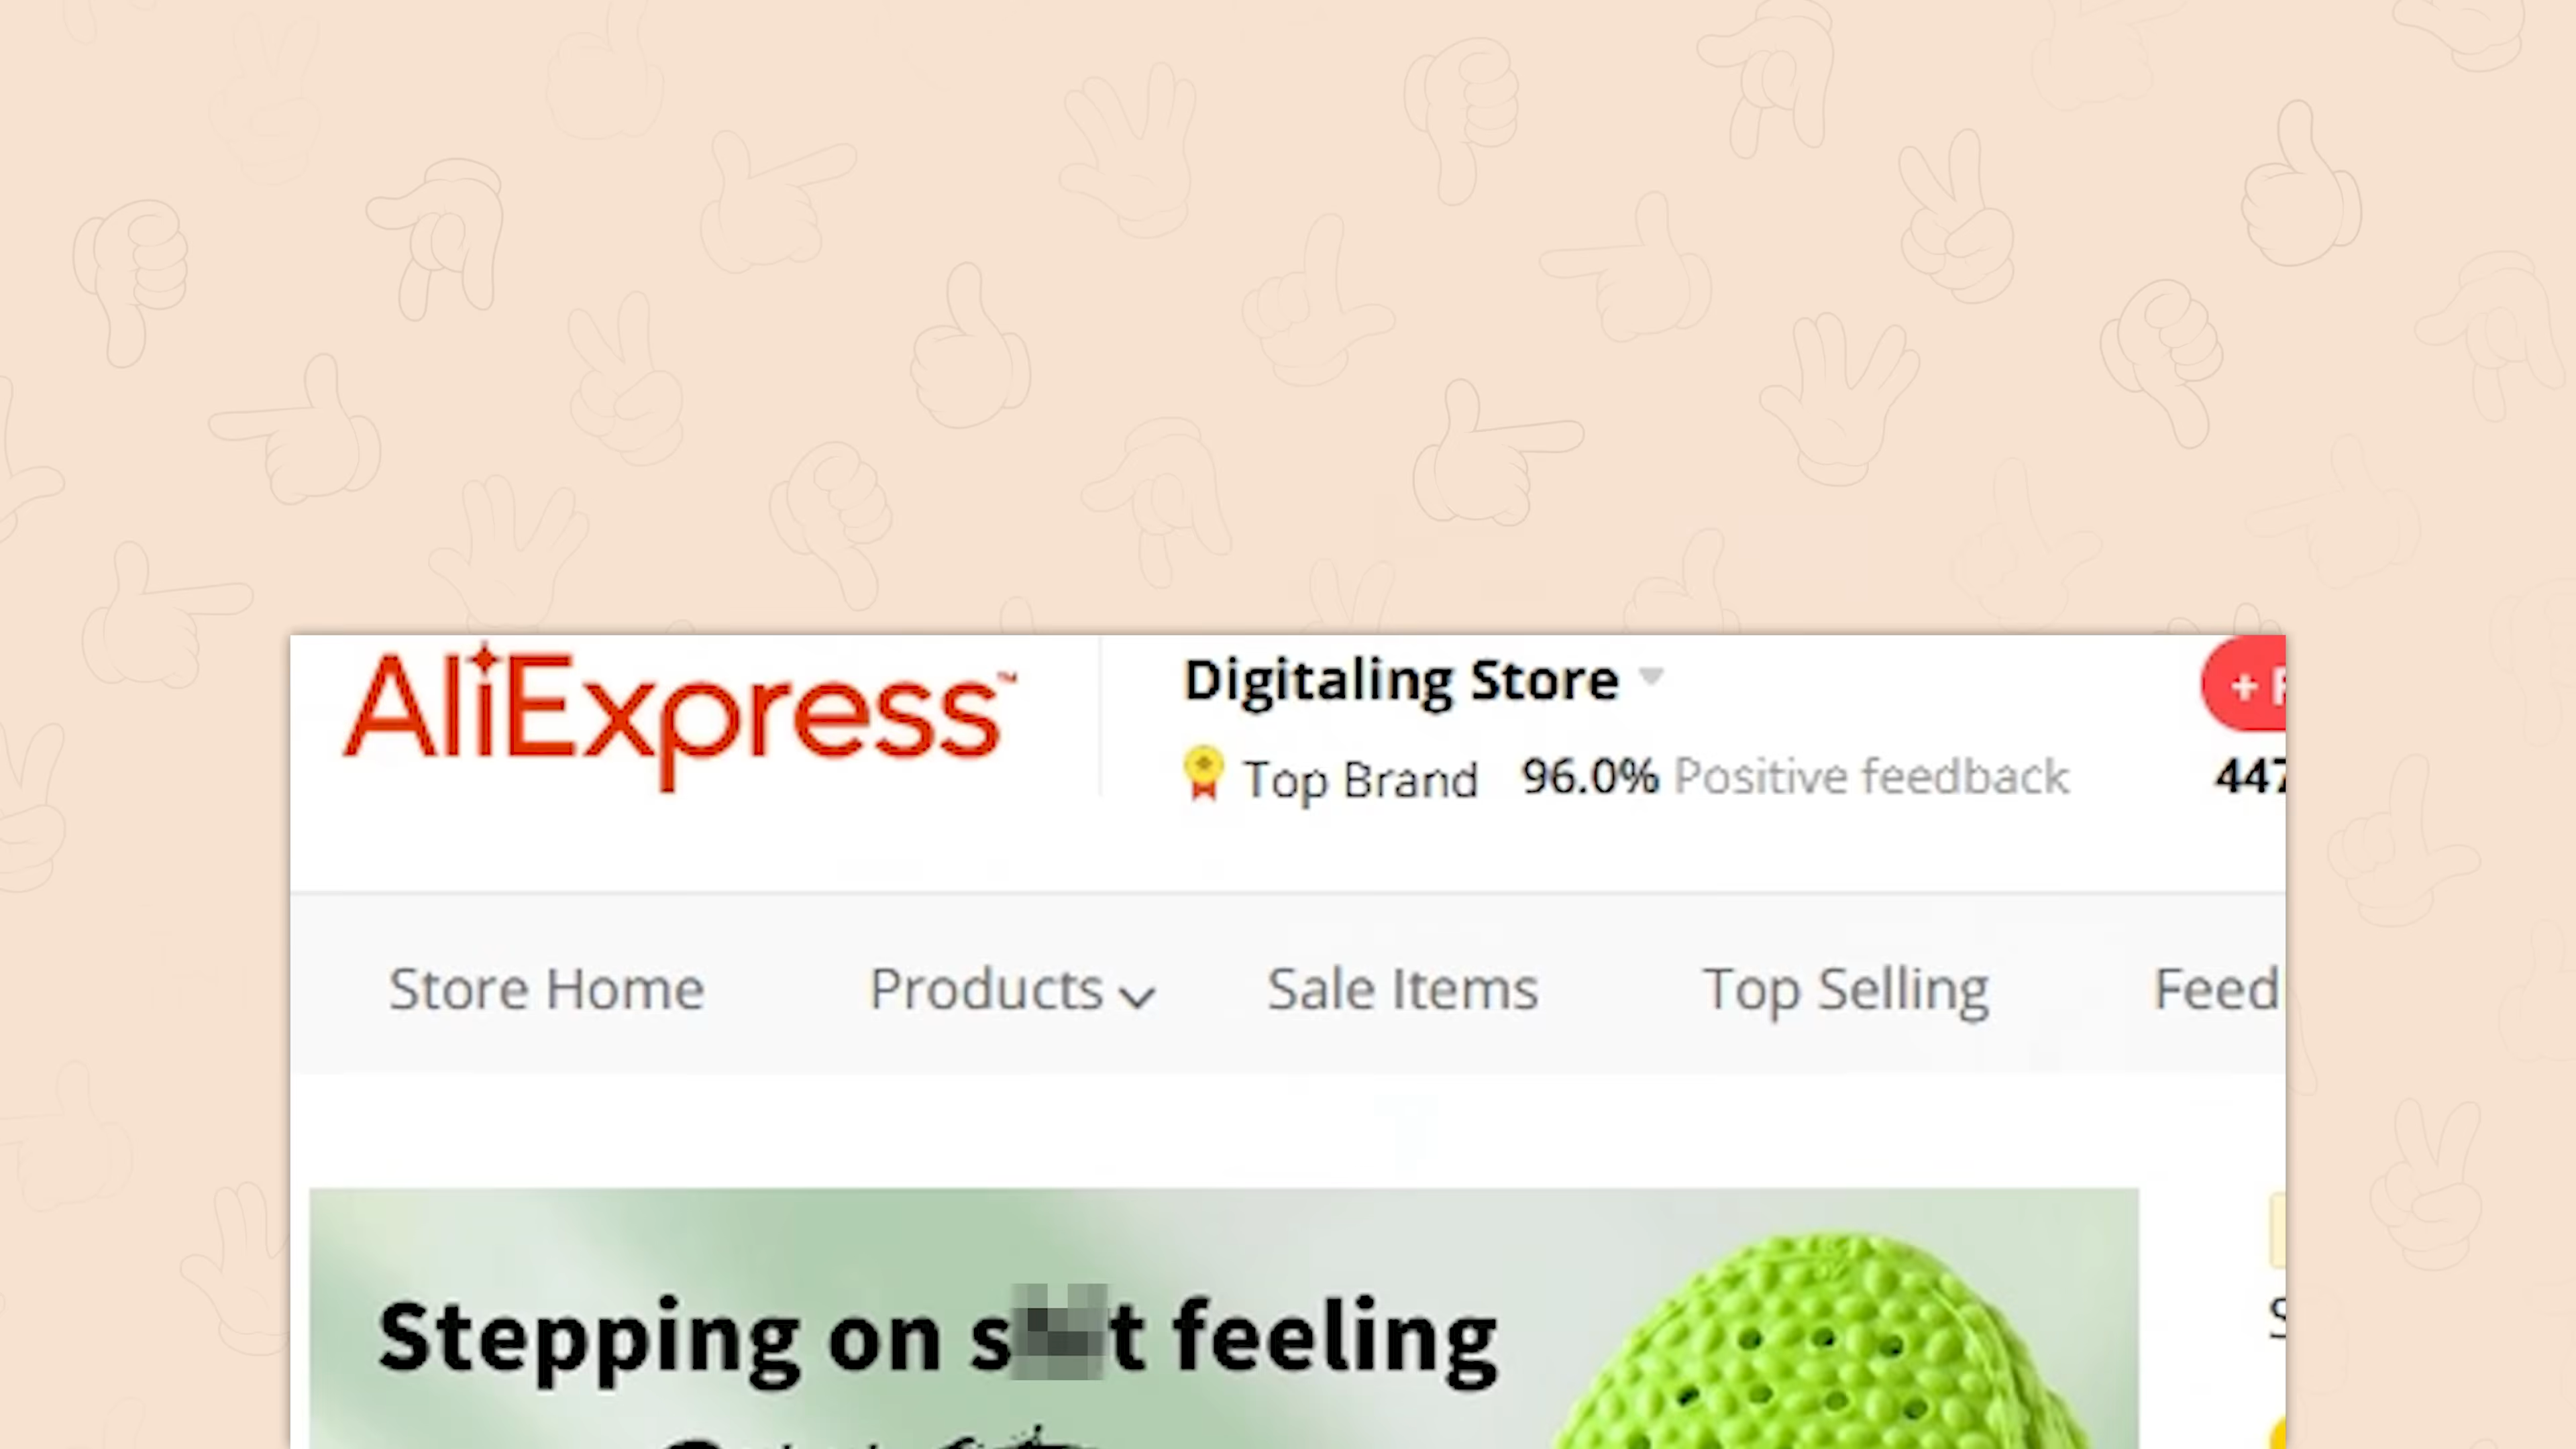 AliExpress™
Digitaling Store
Top Brand 96.0% Positive feedback
447
Store Home Products Sale Items Top Selling Feed
Stepping on s t feeling